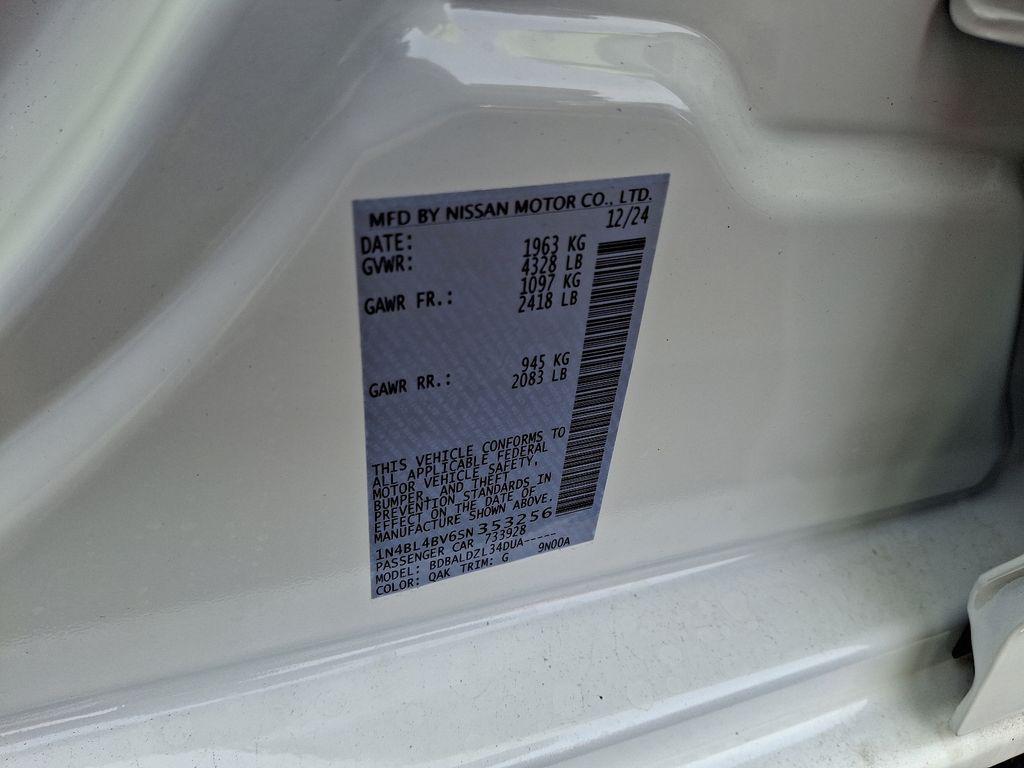 MFD BY NISSAN MOTOR CO., LTD.
DATE: 12/24
GVWR: 1963 KG
4328 LB
GAWR FR.: 1097 KG
2418 LB
GAWR RR.: 945 KG
2083 LB
THIS VEHICLE CONFORMS TO
ALL APPLICABLE FEDERAL
MOTOR VEHICLE SAFETY,
BUMPER, AND THEFT
PREVENTION STANDARDS IN
EFFECT ON THE DATE OF
MANUFACTURE SHOWN ABOVE.
1N4BL4BV6SN353256
PASSENGER CAR 733928
MODEL: BDBALDZL34DUA-----
COLOR: QAK TRIM: G 9N00A